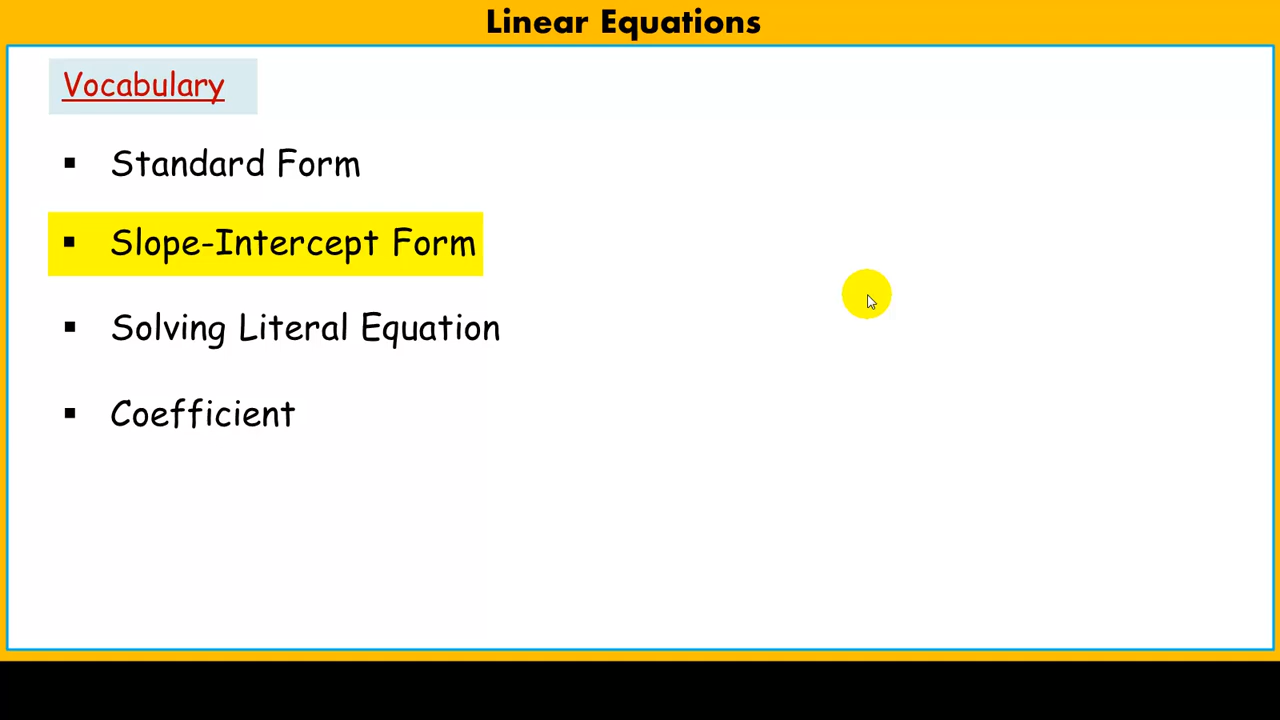 Linear Equations
Vocabulary
▪ Standard Form
▪ Slope-Intercept Form
▪ Solving Literal Equation
▪ Coefficient